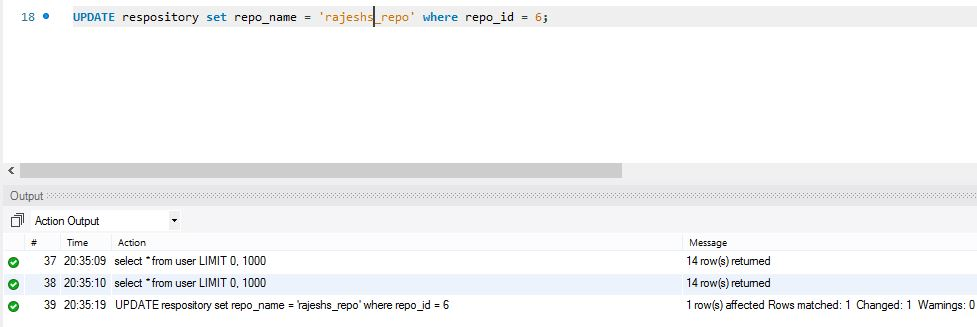 18 UPDATE respository set repo_name = 'rajeshs_repo' where repo_id = 6;
Output
Action Output
# Time Action Message
37 20:35:09 select * from user LIMIT 0, 1000 14 row(s) returned
38 20:35:10 select * from user LIMIT 0, 1000 14 row(s) returned
39 20:35:19 UPDATE respository set repo_name = 'rajeshs_repo' where repo_id = 6 1 row(s) affected Rows matched: 1 Changed: 1 Warnings: 0